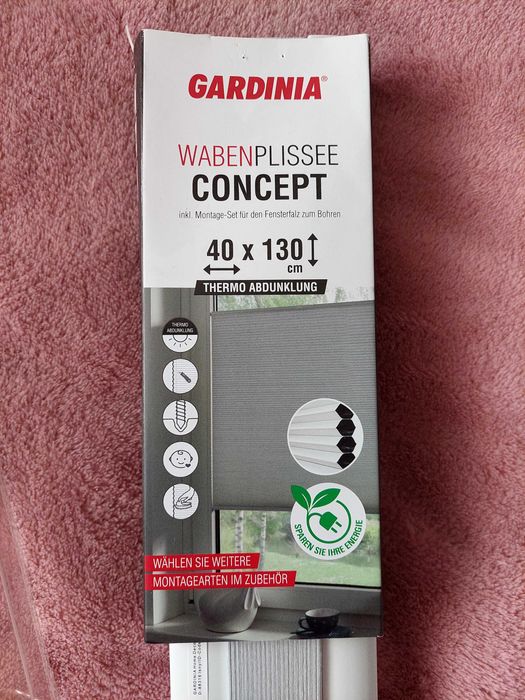 GARDINIA®
WABENPLISSEE
CONCEPT
inkl. Montage-Set für den Fensterfalz zum Bohren
40 x 130
cm
THERMO ABDUNKLUNG
THERMO
ABDUNKLUNG
SPAREN SIE IHRE ENERGIE
WÄHLEN SIE WEITERE
MONTAGEARTEN IM ZUBEHÖR